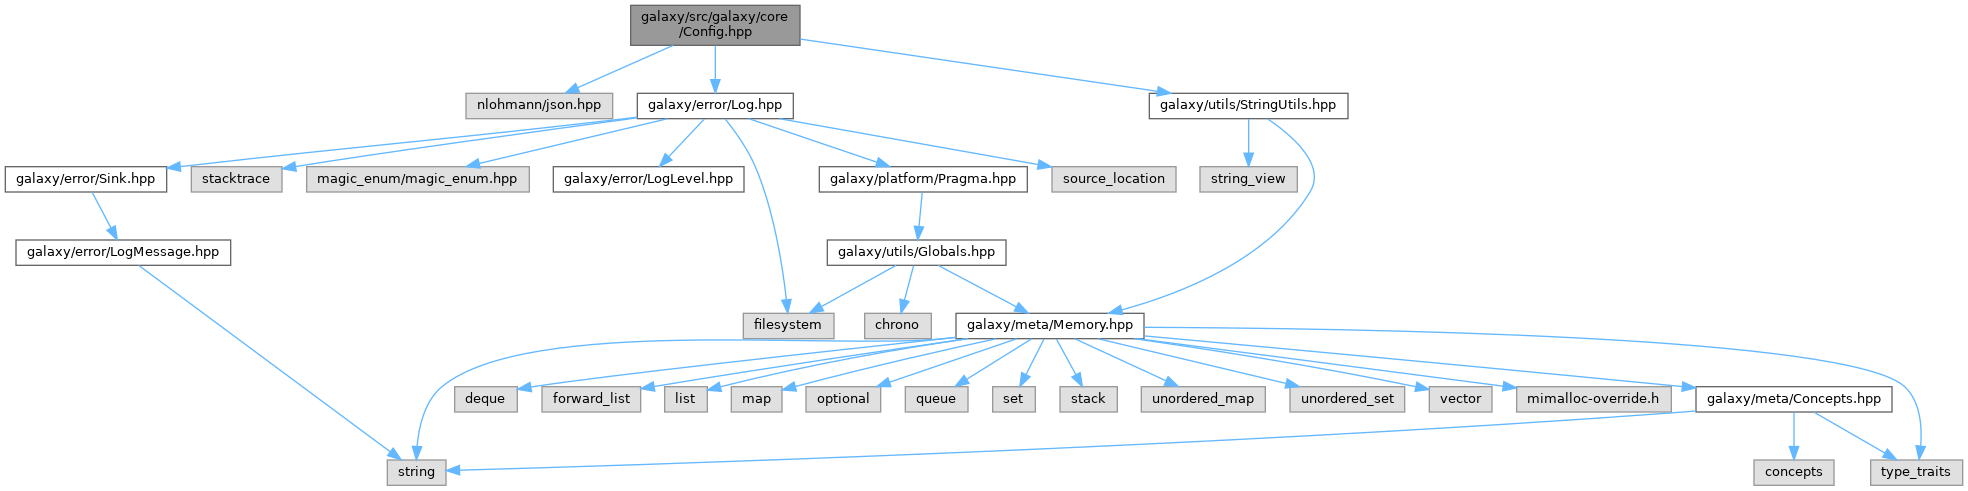 galaxy/src/galaxy/core
/Config.hpp
nlohmann/json.hpp
galaxy/error/Log.hpp
galaxy/utils/StringUtils.hpp
galaxy/error/Sink.hpp
stacktrace
magic_enum/magic_enum.hpp
galaxy/error/LogLevel.hpp
galaxy/platform/Pragma.hpp
source_location
string_view
galaxy/error/LogMessage.hpp
galaxy/utils/Globals.hpp
filesystem
chrono
galaxy/meta/Memory.hpp
deque
forward_list
list
map
optional
queue
set
stack
unordered_map
unordered_set
vector
mimalloc-override.h
galaxy/meta/Concepts.hpp
string
concepts
type_traits